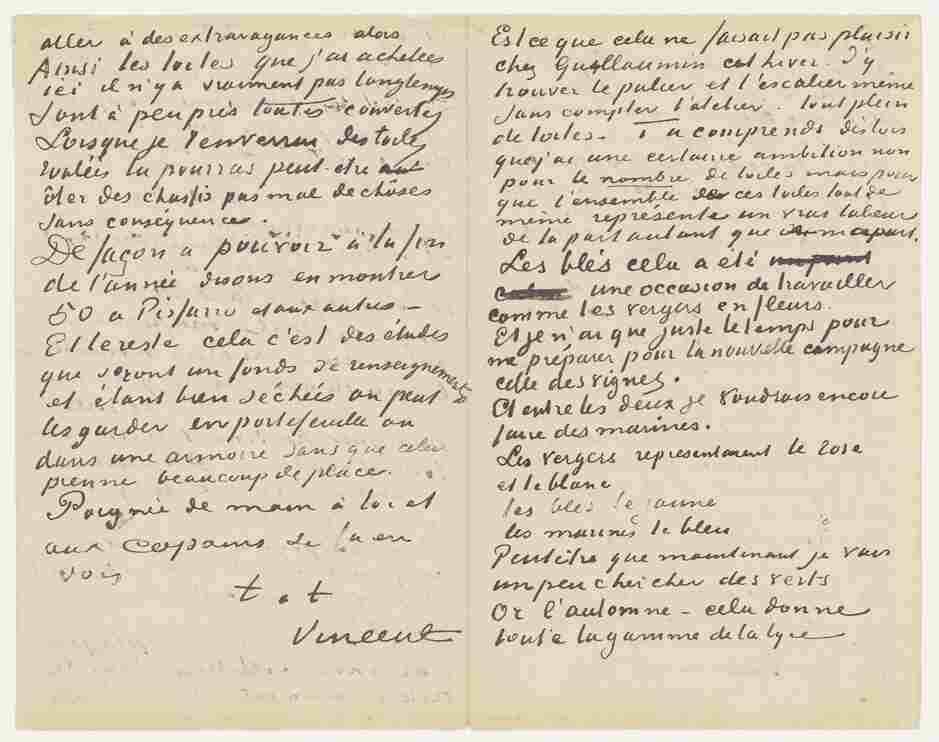 aller à des extravagances alors
Ainsi les toiles que j'ai achetées
ici il n'y a vraiment pas longtemps
sont à peu près toutes couvertes
Lorsque je t'enverrai des toiles
roulées tu pourras peut-etre
ôter des chassis pas mal de choses
sans conséquence.
De façon a pouvoir à la fin
de l'année disons en montrer
50 a Pissarro et aux autres –
Et le reste cela c'est des études
que seront un fonds de renseignements
et étant bien séchées on peut
les garder en portefeuille ou
dans une armoire sans que cela
prenne beaucoup de place.
Poignée de main à toi et
aux copains si tu en
vois
t. à t.
Vincent
Est ce que cela ne faisait pas plaisir
chez Guillaumin cet hiver d'y
trouver le palier et l'escalier même
sans compter l'atelier. tout plein
de toiles. Tu comprends dès lors
que j'ai une certaine ambition non
pour le nombre de toiles mais pour
que l'ensemble de ces toiles tout de
même représente un vrai labeur
de ta part autant que de ma part.
Les blés cela a eté
une occasion de travailler
comme les vergers en fleurs.
Et je n'ai que juste le temps pour
me préparer pour la nouvelle campagne
celle des vignes.
Et entre les deux je voudrais encore
faire des marines.
Les vergers representaient le rose
et le blanc
les blés le jaune
les marines le bleu
Peutêtre que maintenant je vais
un peu chercher des verts
Or l'automne – cela donne
toute la gamme de la lyre